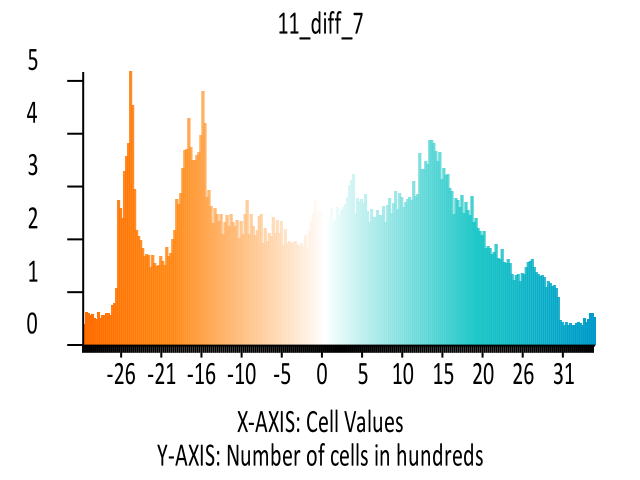 11_diff_7
5
4
3
2
1
0
-26 -21 -16 -10 -5 0 5 10 15 20 26 31
X-AXIS: Cell Values
Y-AXIS: Number of cells in hundreds